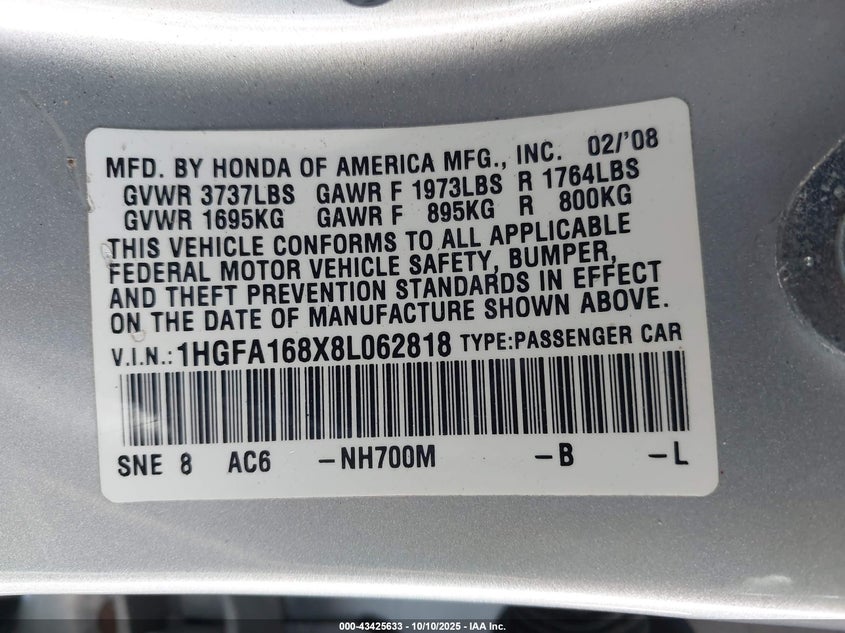 MFD. BY HONDA OF AMERICA MFG., INC. 02/'08
GVWR 3737LBS GAWR F 1973LBS R 1764LBS
GVWR 1695KG GAWR F 895KG R 800KG
THIS VEHICLE CONFORMS TO ALL APPLICABLE
FEDERAL MOTOR VEHICLE SAFETY, BUMPER,
AND THEFT PREVENTION STANDARDS IN EFFECT
ON THE DATE OF MANUFACTURE SHOWN ABOVE.
V.I.N.:1HGFA168X8L062818 TYPE:PASSENGER CAR
SNE 8 AC6 -NH700M -B -L
000-43425633 - 10/10/2025 - IAA Inc.